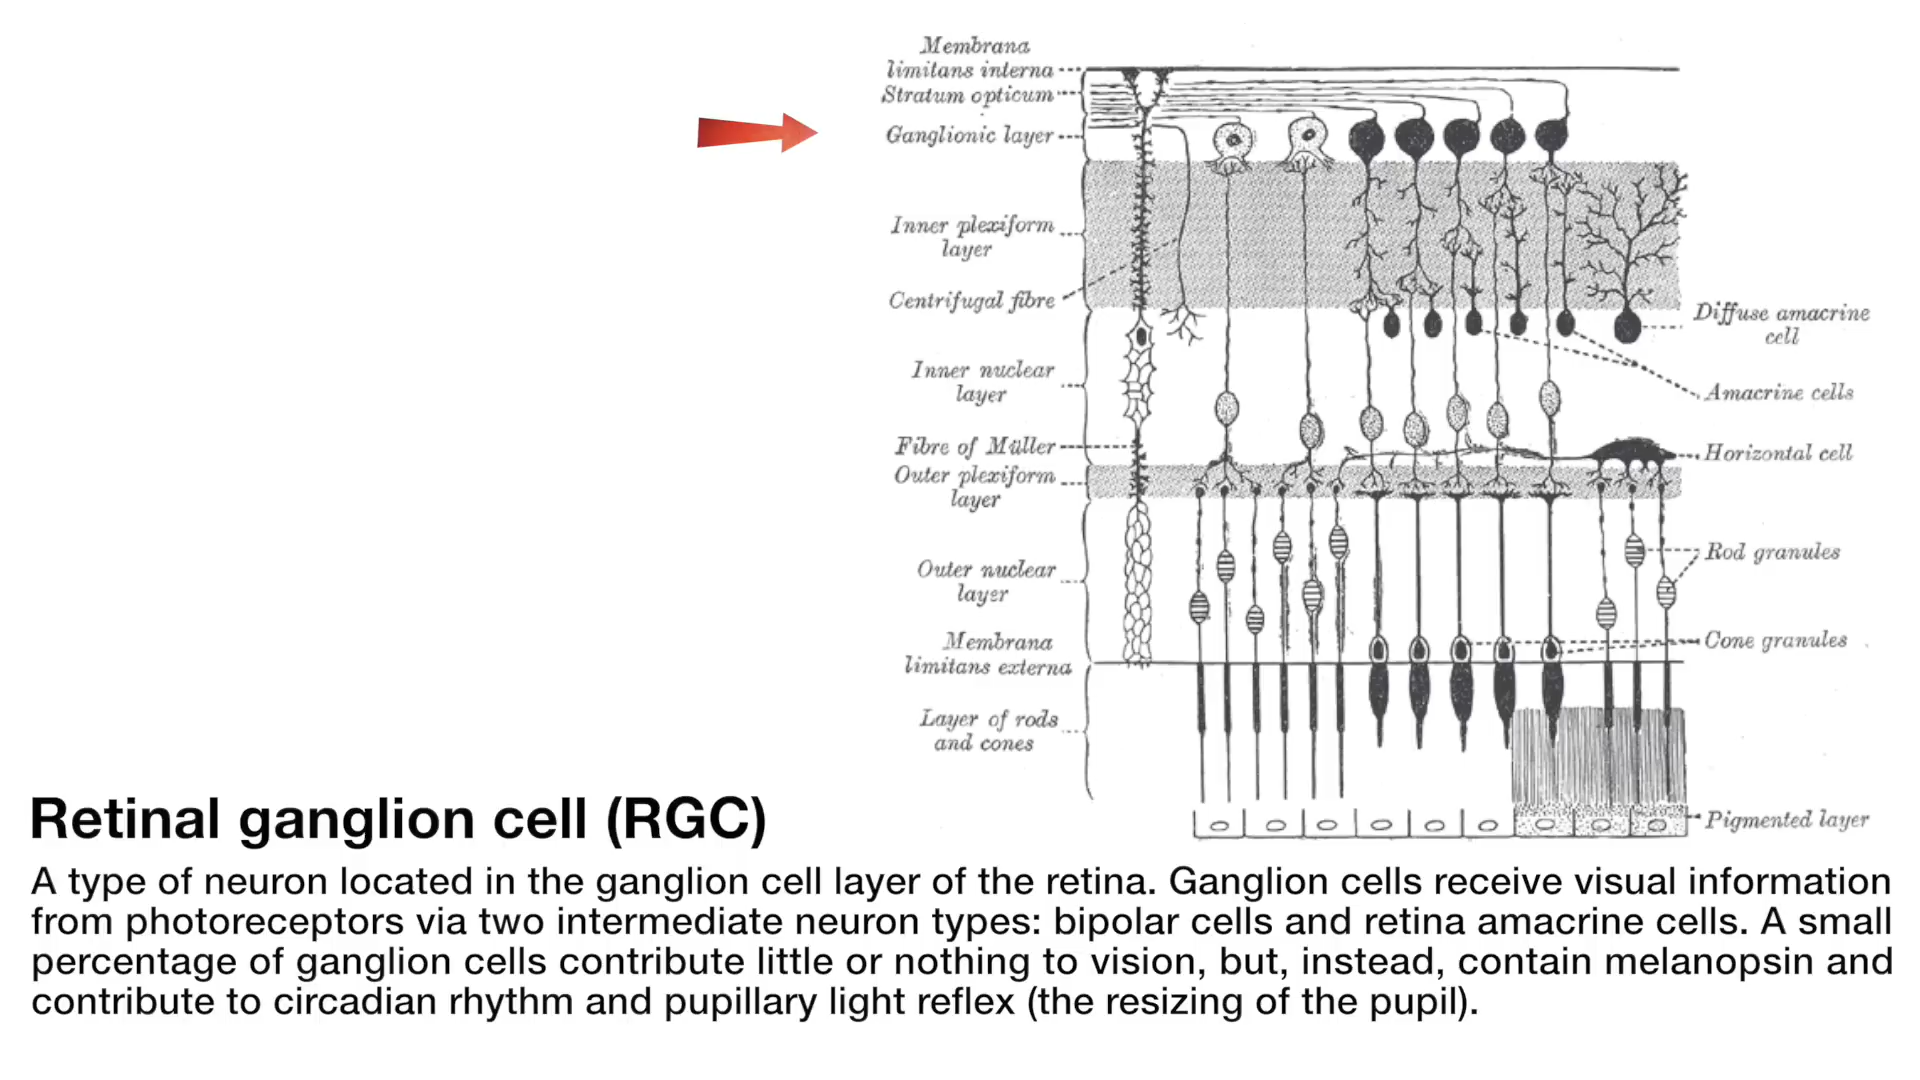 Membrana
limitans interna
Stratum opticum
Ganglionic layer
Inner plexiform
layer
Centrifugal fibre
Inner nuclear
layer
Fibre of Müller
Outer plexiform
layer
Outer nuclear
layer
Membrana
limitans externa
Layer of rods
and cones
Diffuse amacrine
cell
Amacrine cells
Horizontal cell
Rod granules
Cone granules
Pigmented layer
Retinal ganglion cell (RGC)
A type of neuron located in the ganglion cell layer of the retina. Ganglion cells receive visual information
from photoreceptors via two intermediate neuron types: bipolar cells and retina amacrine cells. A small
percentage of ganglion cells contribute little or nothing to vision, but, instead, contain melanopsin and
contribute to circadian rhythm and pupillary light reflex (the resizing of the pupil).